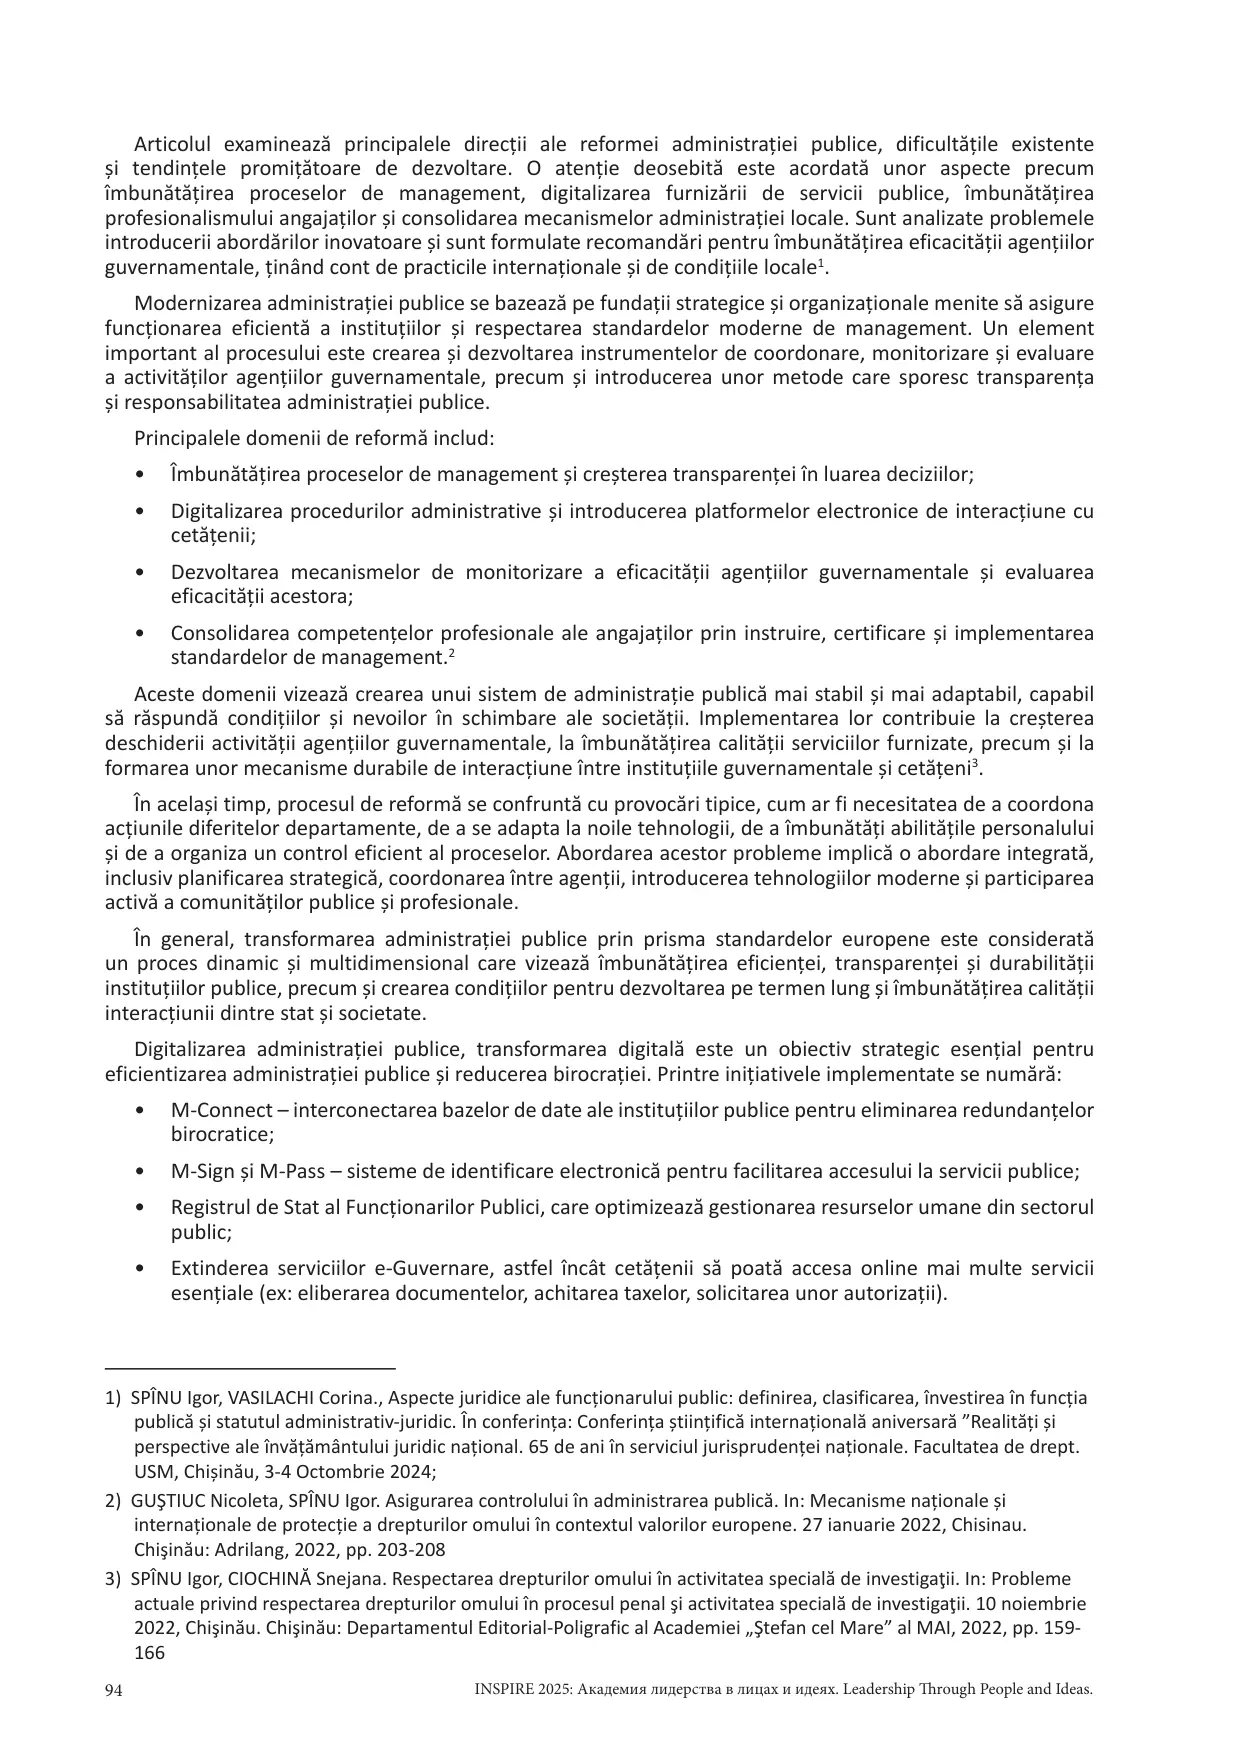 Articolul examinează principalele direcții ale reformei administrației publice, dificultățile existente
și tendințele promițătoare de dezvoltare. O atenție deosebită este acordată unor aspecte precum
îmbunătățirea proceselor de management, digitalizarea furnizării de servicii publice, îmbunătățirea
profesionalismului angajaților și consolidarea mecanismelor administrației locale. Sunt analizate problemele
introducerii abordărilor inovatoare și sunt formulate recomandări pentru îmbunătățirea eficacității agențiilor
guvernamentale, ținând cont de practicile internaționale și de condițiile locale¹.
Modernizarea administrației publice se bazează pe fundații strategice și organizaționale menite să asigure
funcționarea eficientă a instituțiilor și respectarea standardelor moderne de management. Un element
important al procesului este crearea și dezvoltarea instrumentelor de coordonare, monitorizare și evaluare
a activităților agențiilor guvernamentale, precum și introducerea unor metode care sporesc transparența
și responsabilitatea administrației publice.
Principalele domenii de reformă includ:
• Îmbunătățirea proceselor de management și creșterea transparenței în luarea deciziilor;
• Digitalizarea procedurilor administrative și introducerea platformelor electronice de interacțiune cu
cetățenii;
• Dezvoltarea mecanismelor de monitorizare a eficacității agențiilor guvernamentale și evaluarea
eficacității acestora;
• Consolidarea competențelor profesionale ale angajaților prin instruire, certificare și implementarea
standardelor de management.²
Aceste domenii vizează crearea unui sistem de administrație publică mai stabil și mai adaptabil, capabil
să răspundă condițiilor și nevoilor în schimbare ale societății. Implementarea lor contribuie la creșterea
deschiderii activității agențiilor guvernamentale, la îmbunătățirea calității serviciilor furnizate, precum și la
formarea unor mecanisme durabile de interacțiune între instituțiile guvernamentale și cetățeni³.
În același timp, procesul de reformă se confruntă cu provocări tipice, cum ar fi necesitatea de a coordona
acțiunile diferitelor departamente, de a se adapta la noile tehnologii, de a îmbunătăți abilitățile personalului
și de a organiza un control eficient al proceselor. Abordarea acestor probleme implică o abordare integrată,
inclusiv planificarea strategică, coordonarea între agenții, introducerea tehnologiilor moderne și participarea
activă a comunităților publice și profesionale.
În general, transformarea administrației publice prin prisma standardelor europene este considerată
un proces dinamic și multidimensional care vizează îmbunătățirea eficienței, transparenței și durabilității
instituțiilor publice, precum și crearea condițiilor pentru dezvoltarea pe termen lung și îmbunătățirea calității
interacțiunii dintre stat și societate.
Digitalizarea administrației publice, transformarea digitală este un obiectiv strategic esențial pentru
eficientizarea administrației publice și reducerea birocrației. Printre inițiativele implementate se numără:
• M-Connect – interconectarea bazelor de date ale instituțiilor publice pentru eliminarea redundanțelor
birocratice;
• M-Sign și M-Pass – sisteme de identificare electronică pentru facilitarea accesului la servicii publice;
• Registrul de Stat al Funcționarilor Publici, care optimizează gestionarea resurselor umane din sectorul
public;
• Extinderea serviciilor e-Guvernare, astfel încât cetățenii să poată accesa online mai multe servicii
esențiale (ex: eliberarea documentelor, achitarea taxelor, solicitarea unor autorizații).
1) SPÎNU Igor, VASILACHI Corina., Aspecte juridice ale funcționarului public: definirea, clasificarea, învestirea în funcția
publică și statutul administrativ-juridic. În conferința: Conferința științifică internațională aniversară ”Realități și
perspective ale învățământului juridic național. 65 de ani în serviciul jurisprudenței naționale. Facultatea de drept.
USM, Chișinău, 3-4 Octombrie 2024;
2) GUŞTIUC Nicoleta, SPÎNU Igor. Asigurarea controlului în administrarea publică. In: Mecanisme naționale și
internaționale de protecție a drepturilor omului în contextul valorilor europene. 27 ianuarie 2022, Chisinau.
Chişinău: Adrilang, 2022, pp. 203-208
3) SPÎNU Igor, CIOCHINĂ Snejana. Respectarea drepturilor omului în activitatea specială de investigaţii. In: Probleme
actuale privind respectarea drepturilor omului în procesul penal şi activitatea specială de investigaţii. 10 noiembrie
2022, Chişinău. Chişinău: Departamentul Editorial-Poligrafic al Academiei „Ştefan cel Mare” al MAI, 2022, pp. 159-
166
94 INSPIRE 2025: Академия лидерства в лицах и идеях. Leadership Through People and Ideas.